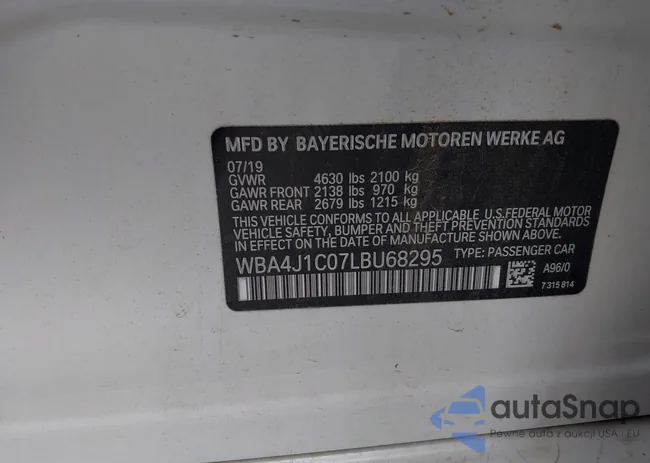 MFD BY BAYERISCHE MOTOREN WERKE AG
07/19
GVWR 4630 lbs 2100 kg
GAWR FRONT 2138 lbs 970 kg
GAWR REAR 2679 lbs 1215 kg
THIS VEHICLE CONFORMS TO ALL APPLICABLE U.S.FEDERAL MOTOR
VEHICLE SAFETY, BUMPER, AND THEFT PREVENTION STANDARDS
IN EFFECT ON THE DATE OF MANUFACTURE SHOWN ABOVE.
WBA4J1C07LBU68295 TYPE: PASSENGER CAR
A96/0
7 315 814
autoSnap
Pewne auta z aukcji USA i EU